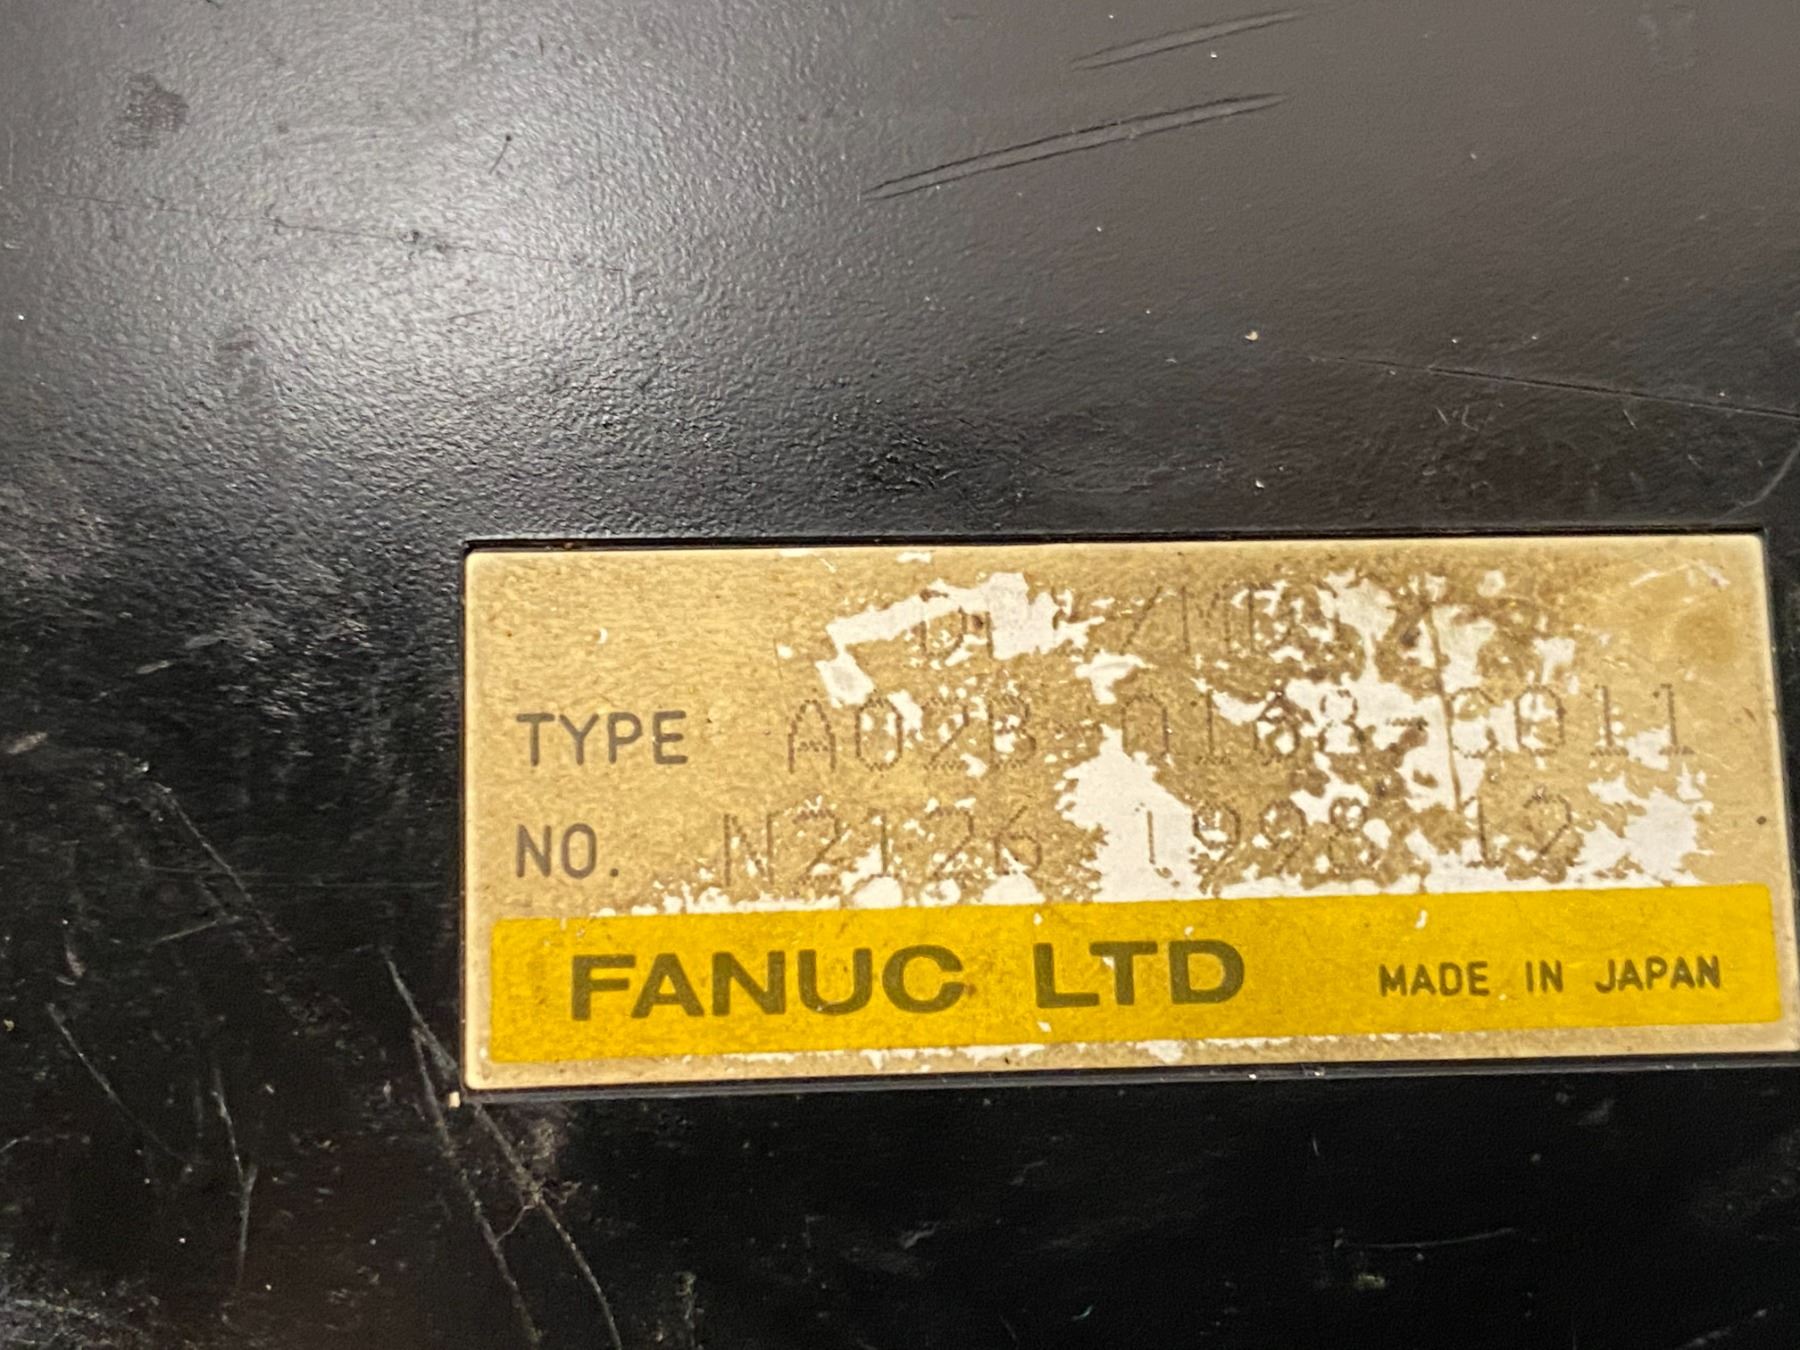 TYPE A02B-0168-C011
NO. N2126 1998-12
FANUC LTD MADE IN JAPAN